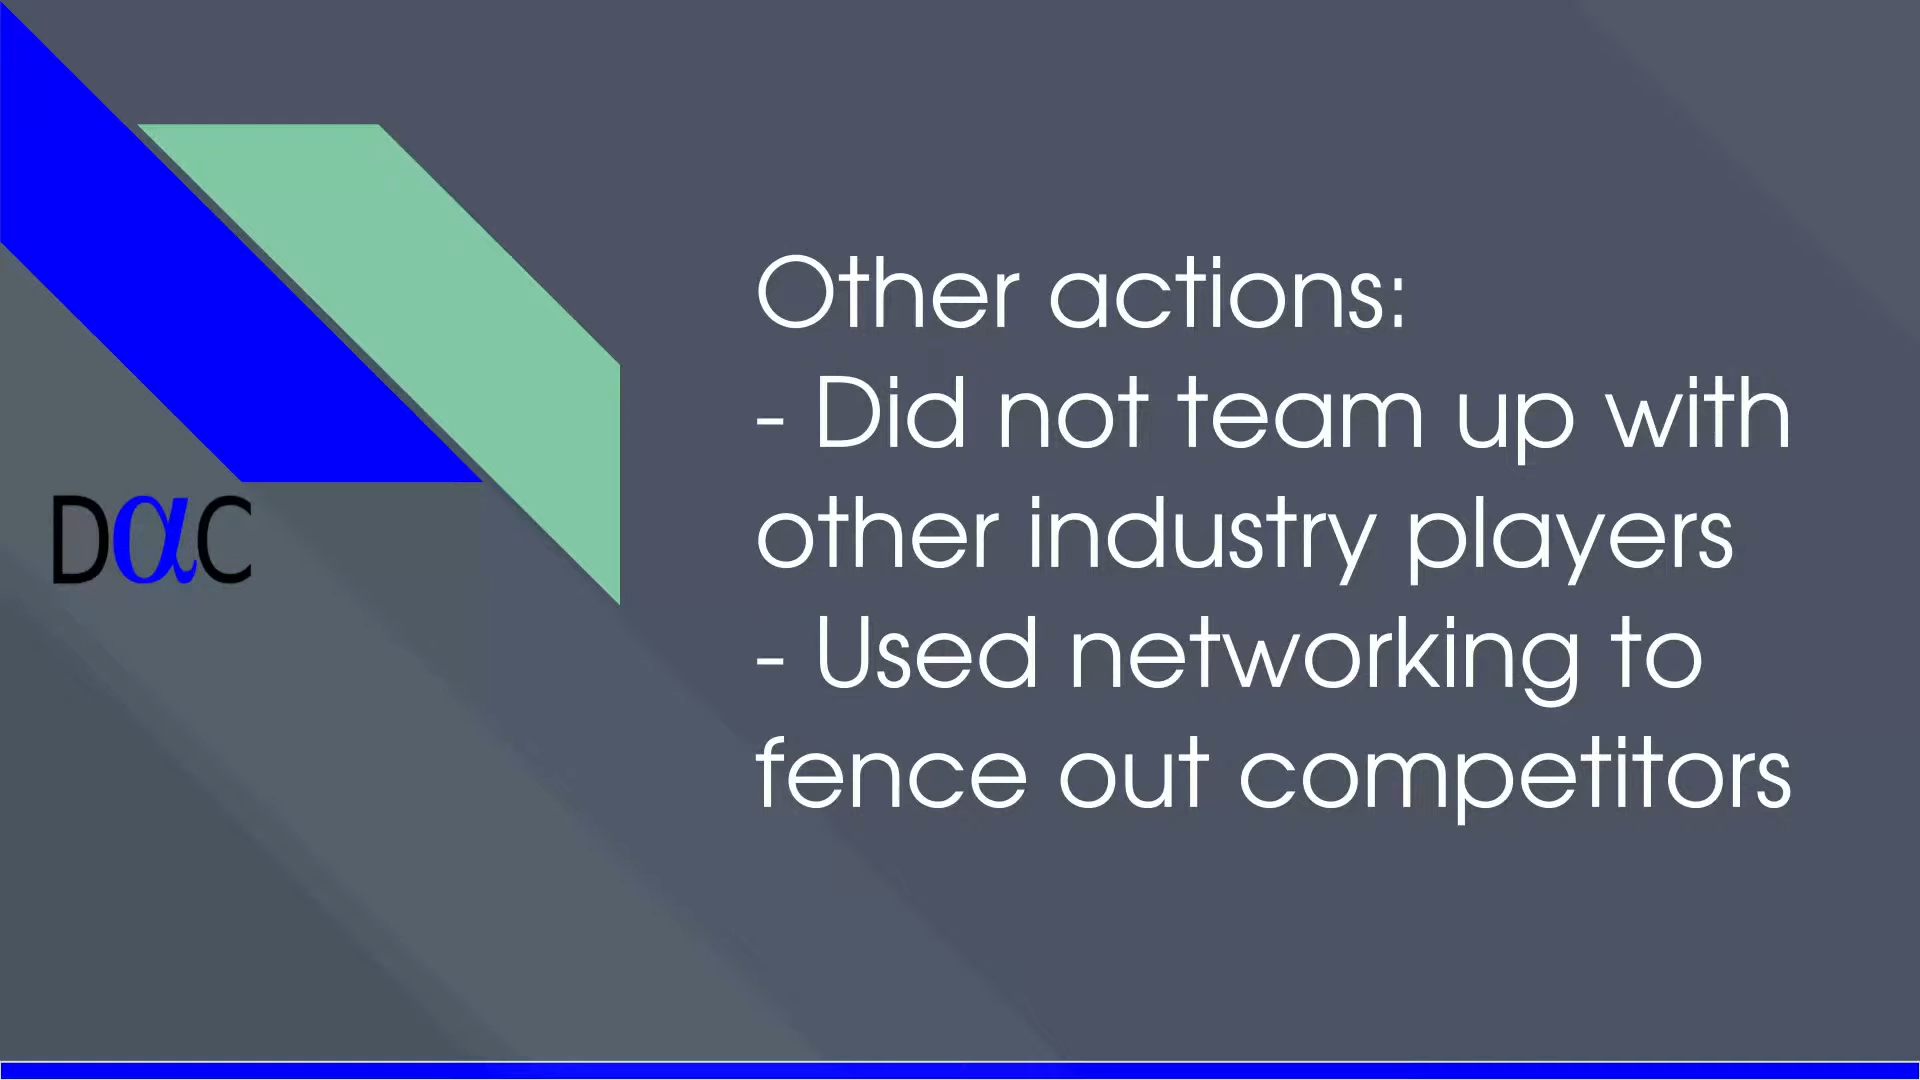 Other actions:
- Did not team up with
other industry players
- Used networking to
fence out competitors
DαC